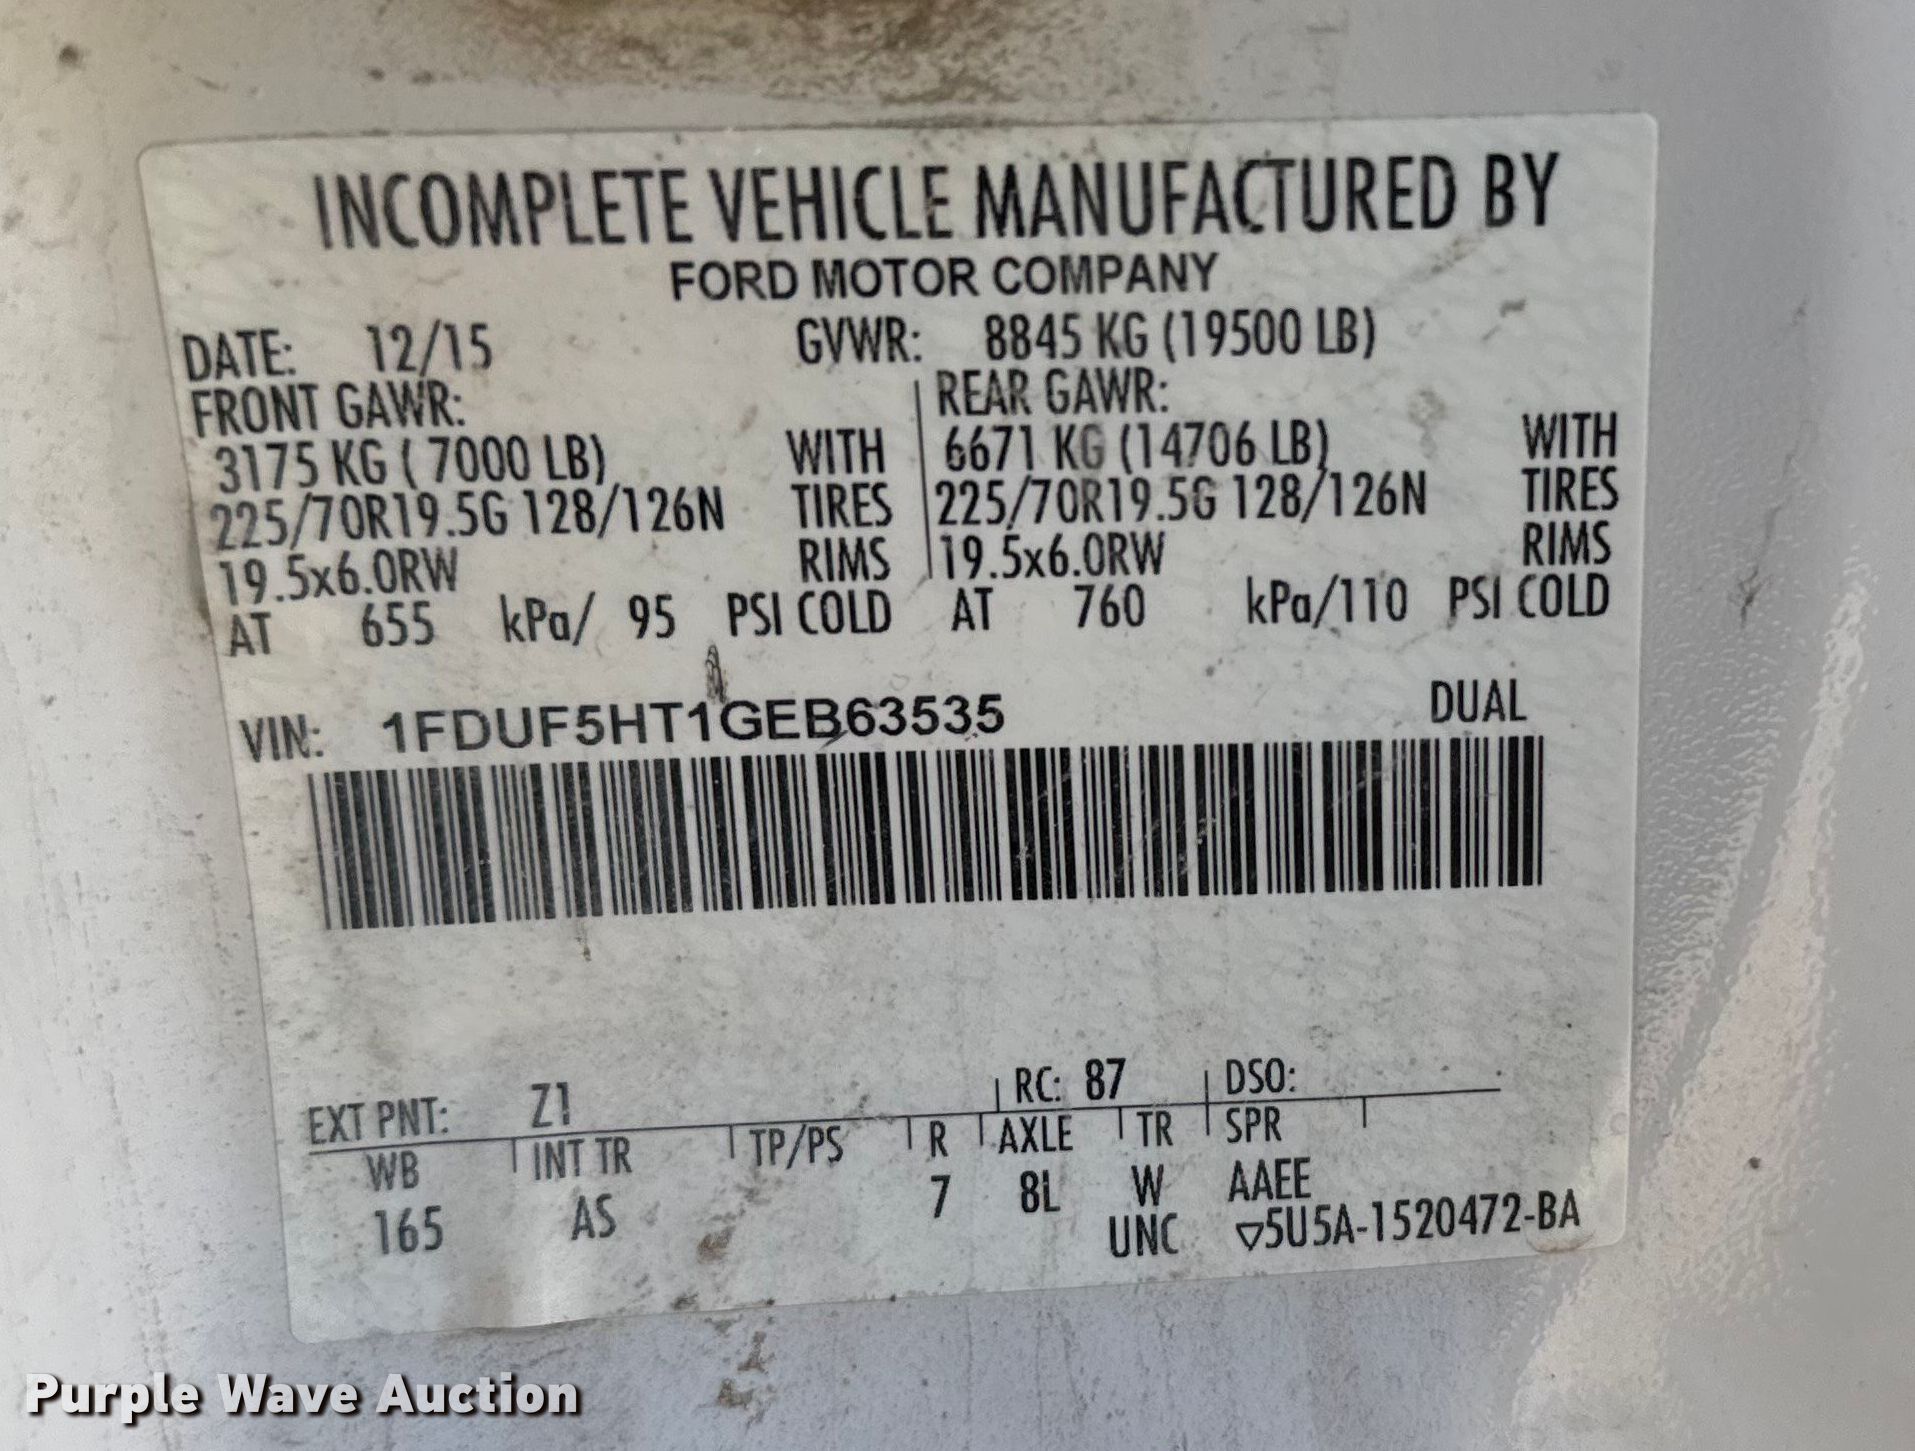 INCOMPLETE VEHICLE MANUFACTURED BY
FORD MOTOR COMPANY
DATE: 12/15 GVWR: 8845 KG (19500 LB)
FRONT GAWR: REAR GAWR:
3175 KG ( 7000 LB) WITH 6671 KG (14706 LB) WITH
225/70R19.5G 128/126N TIRES 225/70R19.5G 128/126N TIRES
19.5x6.0RW RIMS 19.5x6.0RW RIMS
AT 655 kPa/ 95 PSI COLD AT 760 kPa/110 PSI COLD
VIN: 1FDUF5HT1GEB63535 DUAL
EXT PNT: Z1 RC: 87 DSO:
WB INT TR TP/PS R AXLE TR SPR
165 AS 7 8L W AAEE
UNC ▽5U5A-1520472-BA
Purple Wave Auction